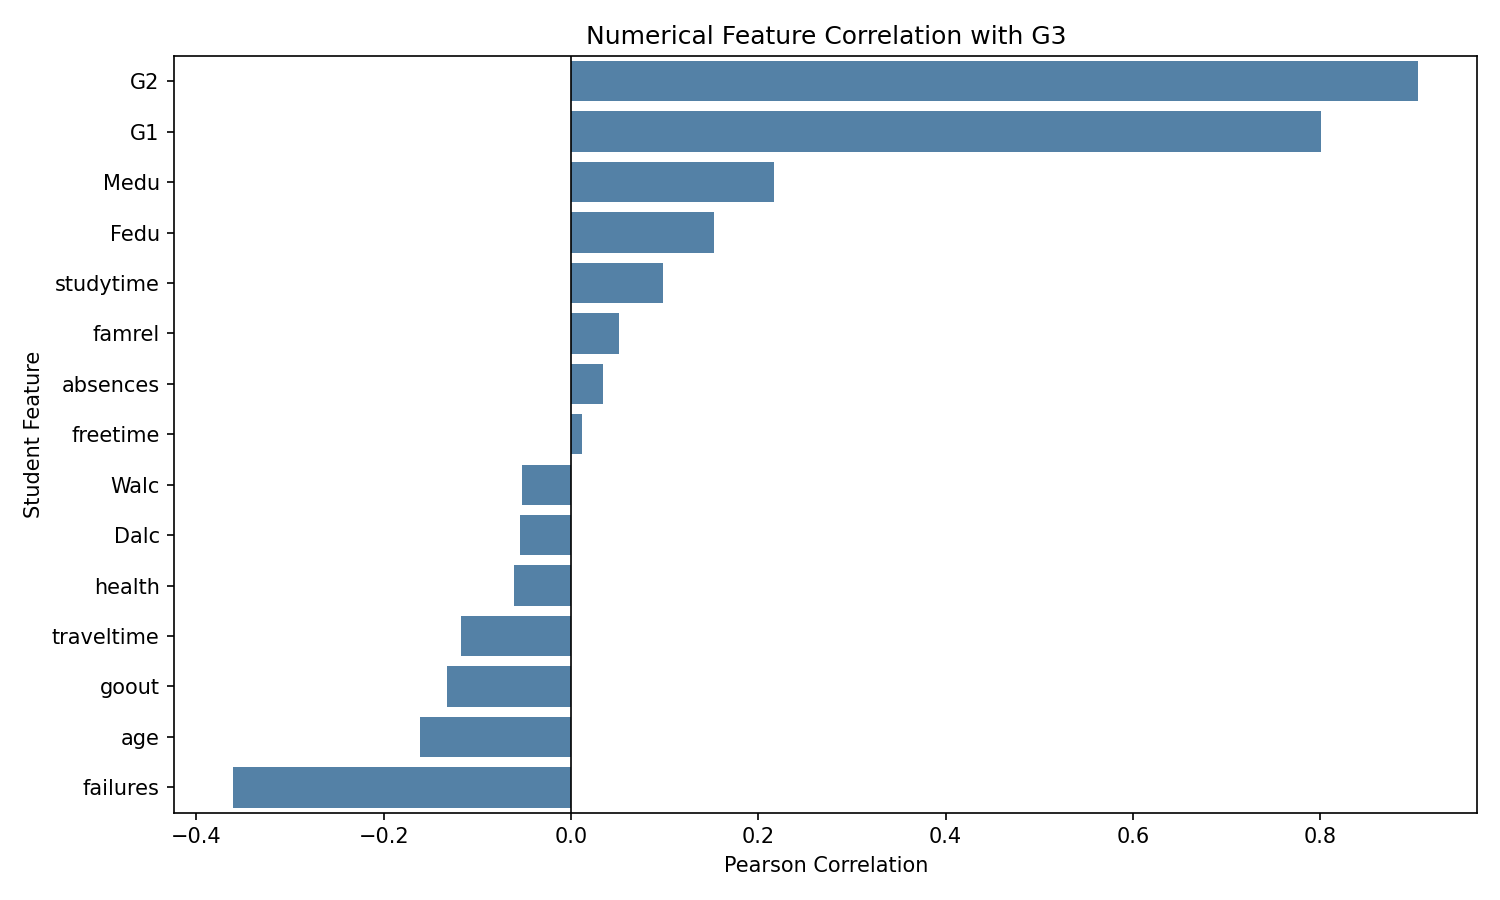 Numerical Feature Correlation with G3
Student Feature
G2
G1
Medu
Fedu
studytime
famrel
absences
freetime
Walc
Dalc
health
traveltime
goout
age
failures
−0.4 −0.2 0.0 0.2 0.4 0.6 0.8
Pearson Correlation